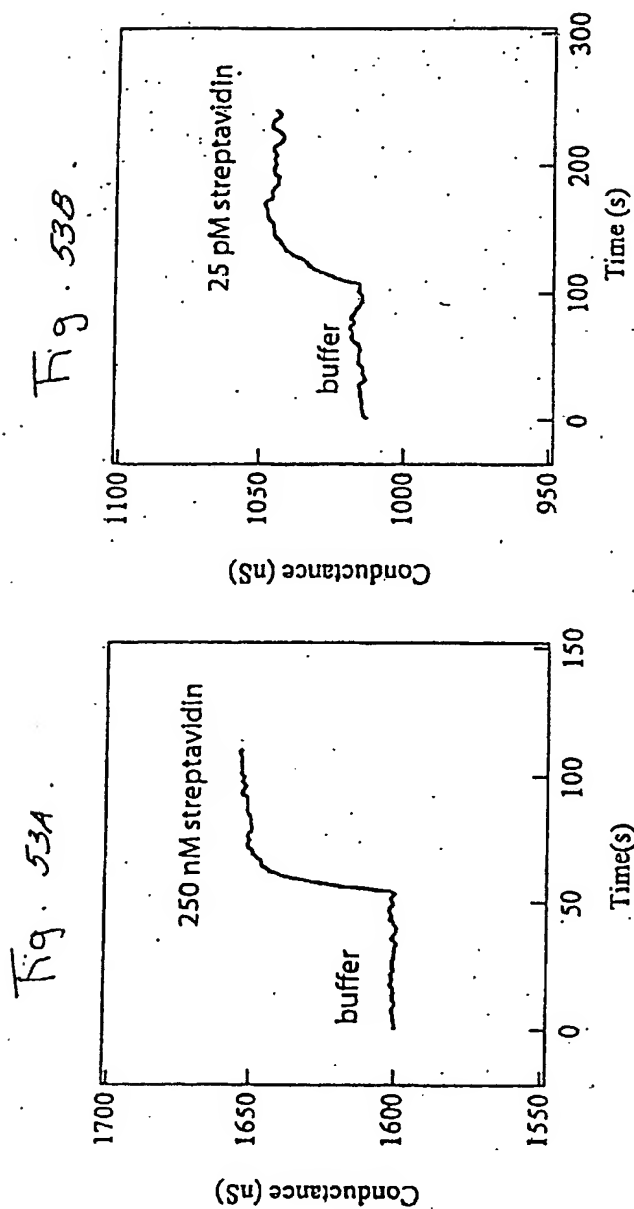 Fig. 53A.
Conductance (nS)
1700
1650
1600
1550
250 nM streptavidin
buffer
0
50
100
150
Time(s)
Fig. 53B.
Conductance (nS)
1100
1050
1000
950
25 pM streptavidin
buffer
0
100
200
300
Time (s)